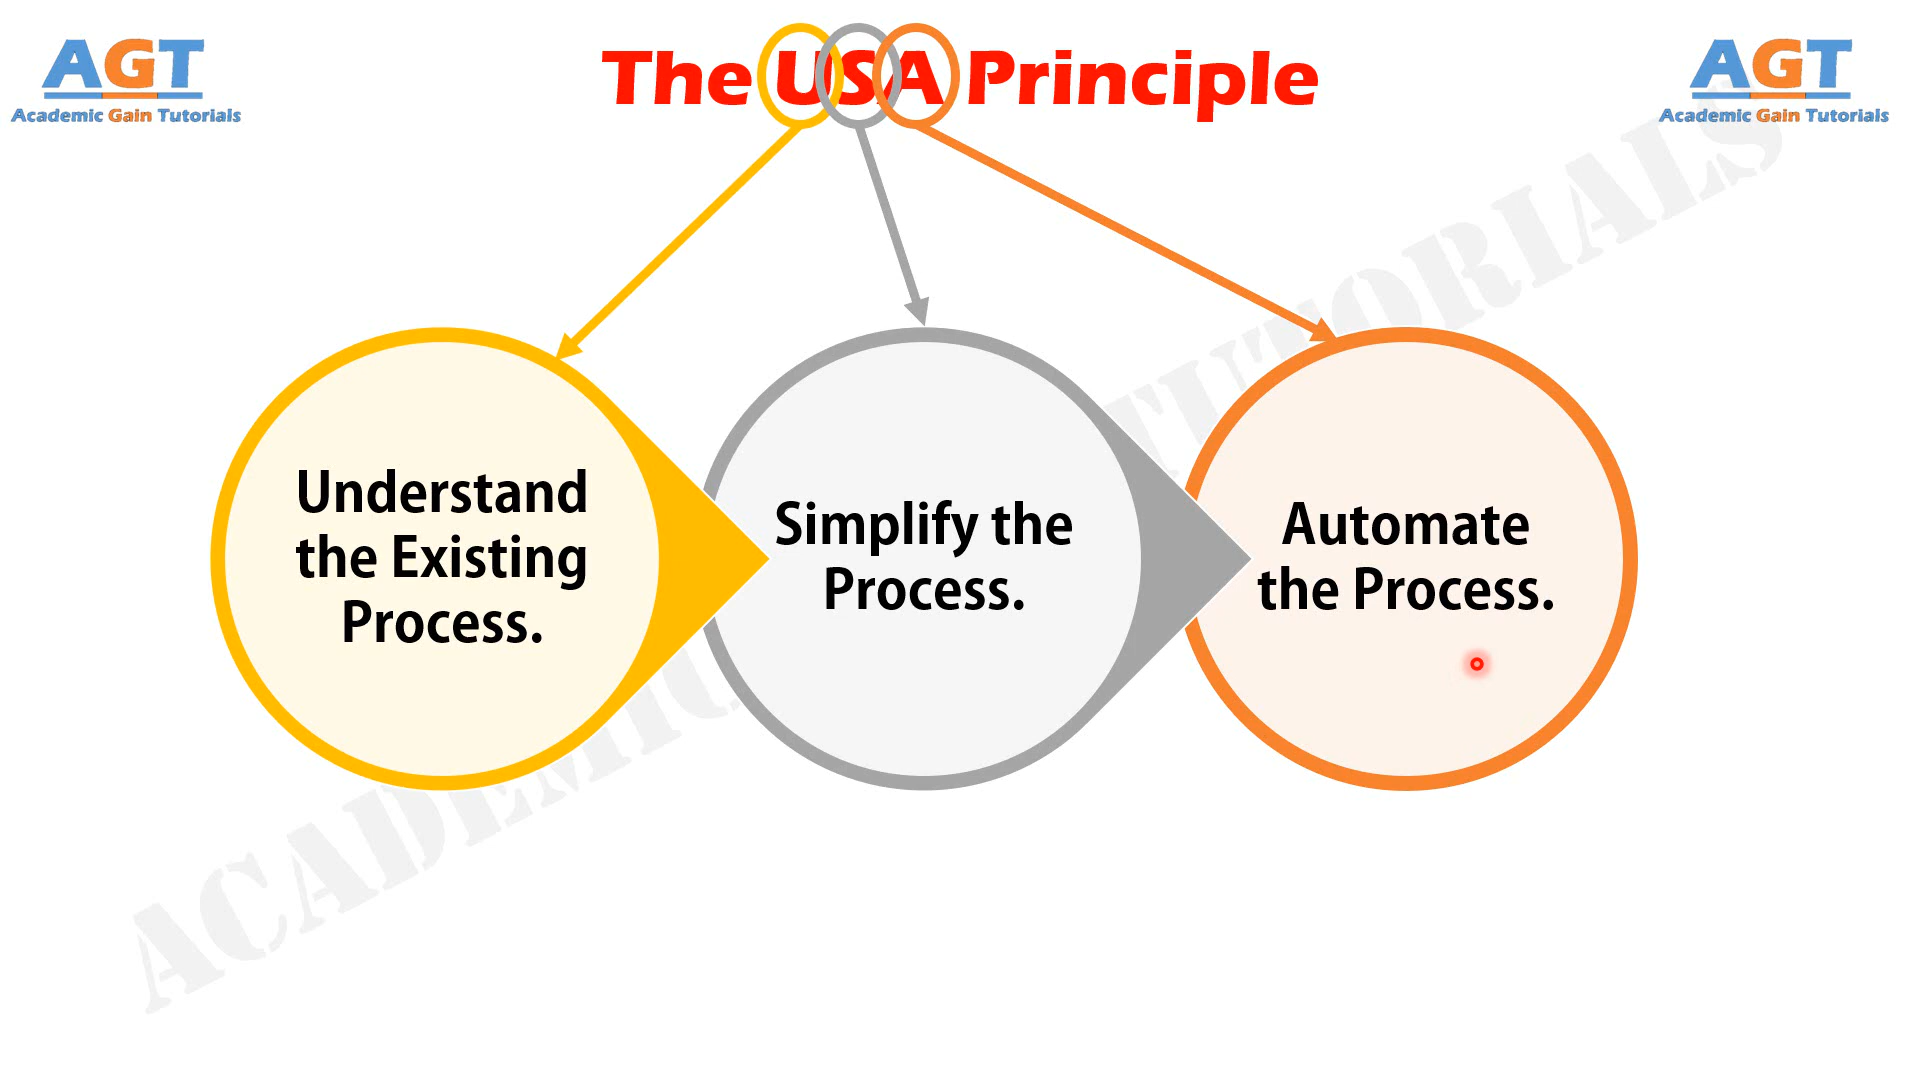 AGT
Academic Gain Tutorials
The USA Principle
AGT
Academic Gain Tutorials
Understand
the Existing
Process.
Simplify the
Process.
Automate
the Process.
ACADEMIC TUTORIALS